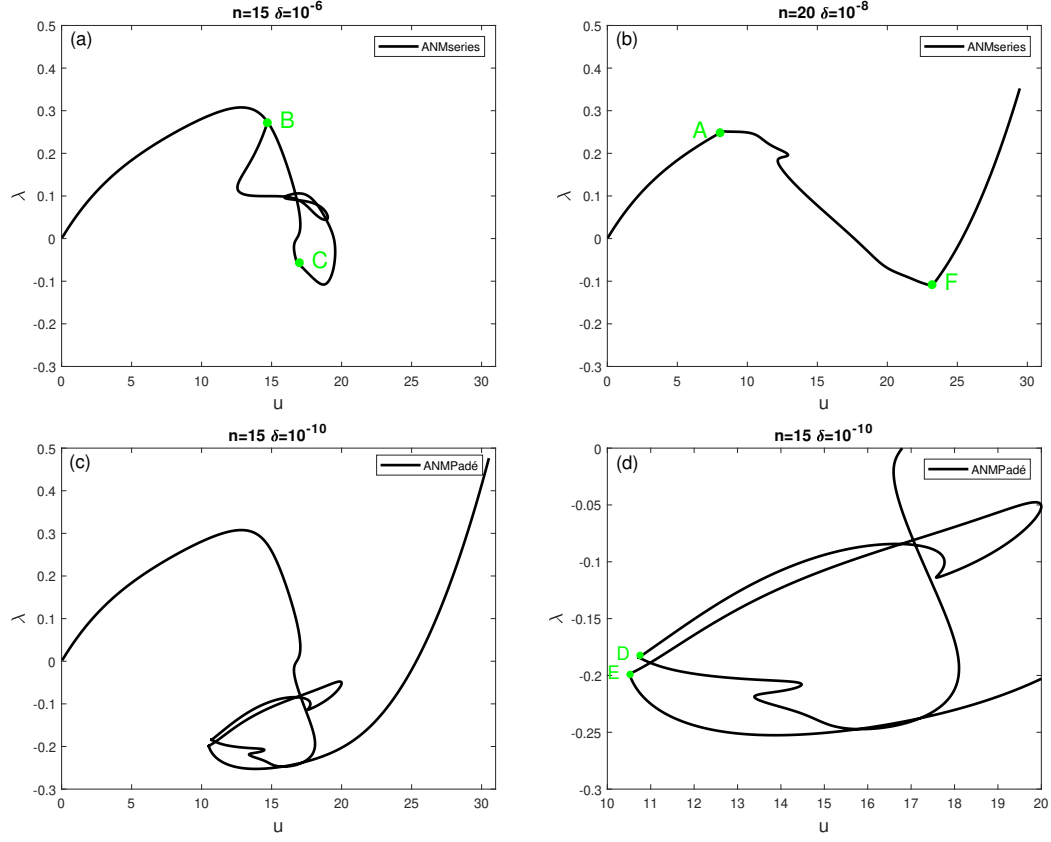 n=15 δ=10^-6
(a)
ANMseries
B
C
λ
0.5
0.4
0.3
0.2
0.1
0
-0.1
-0.2
-0.3
0 5 10 15 20 25 30
u
n=20 δ=10^-8
(b)
ANMseries
A
F
λ
0.5
0.4
0.3
0.2
0.1
0
-0.1
-0.2
-0.3
0 5 10 15 20 25 30
u
n=15 δ=10^-10
(c)
ANMPadé
λ
0.5
0.4
0.3
0.2
0.1
0
-0.1
-0.2
-0.3
0 5 10 15 20 25 30
u
n=15 δ=10^-10
(d)
ANMPadé
D
E
λ
0
-0.05
-0.1
-0.15
-0.2
-0.25
-0.3
10 11 12 13 14 15 16 17 18 19 20
u